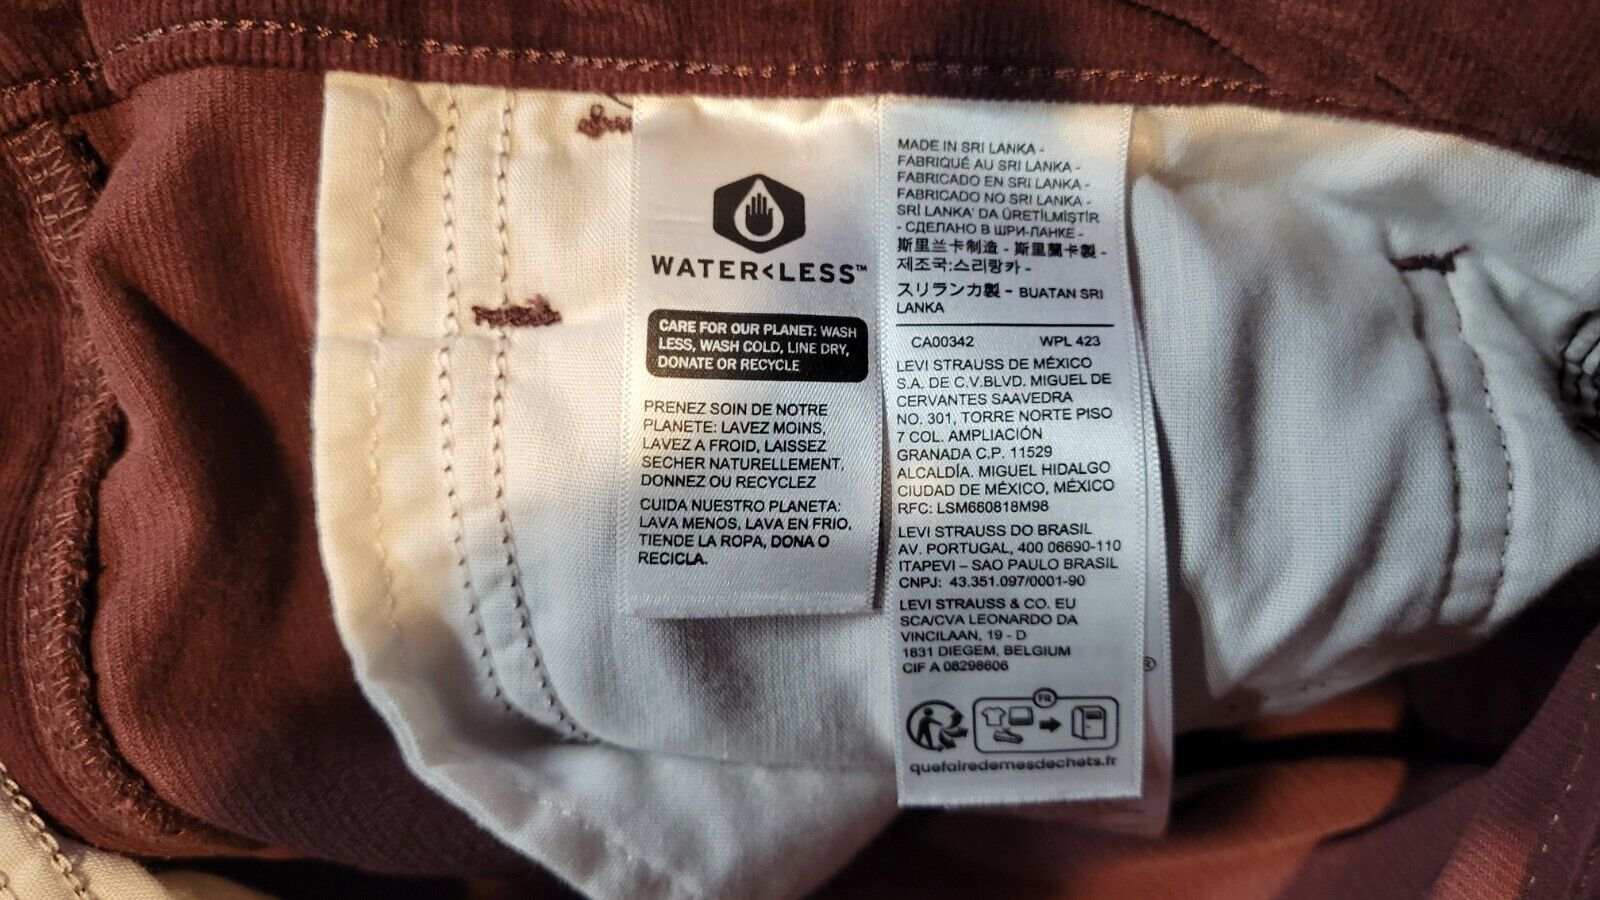 WATER<LESS™
CARE FOR OUR PLANET: WASH
LESS, WASH COLD, LINE DRY,
DONATE OR RECYCLE
PRENEZ SOIN DE NOTRE
PLANETE: LAVEZ MOINS,
LAVEZ A FROID, LAISSEZ
SECHER NATURELLEMENT,
DONNEZ OU RECYCLEZ
CUIDA NUESTRO PLANETA:
LAVA MENOS, LAVA EN FRIO,
TIENDE LA ROPA, DONA O
RECICLA.
MADE IN SRI LANKA -
FABRIQUÉ AU SRI LANKA -
FABRICADO EN SRI LANKA -
FABRICADO NO SRI LANKA -
SRİ LANKA' DA ÜRETİLMİŞTİR
- СДЕЛАНО В ШРИ-ЛАНКЕ -
斯里兰卡制造 - 斯里蘭卡製 -
제조국:스리랑카 -
スリランカ製 - BUATAN SRI
LANKA
CA00342 WPL 423
LEVI STRAUSS DE MÉXICO
S.A. DE C.V.BLVD. MIGUEL DE
CERVANTES SAAVEDRA
NO. 301, TORRE NORTE PISO
7 COL. AMPLIACIÓN
GRANADA C.P. 11529
ALCALDÍA. MIGUEL HIDALGO
CIUDAD DE MÉXICO, MÉXICO
RFC: LSM660818M98
LEVI STRAUSS DO BRASIL
AV. PORTUGAL, 400 06690-110
ITAPEVI – SAO PAULO BRASIL
CNPJ: 43.351.097/0001-90
LEVI STRAUSS & CO. EU
SCA/CVA LEONARDO DA
VINCILAAN, 19 - D
1831 DIEGEM, BELGIUM
CIF A 08298606
®
FR
quefairedemesdechets.fr